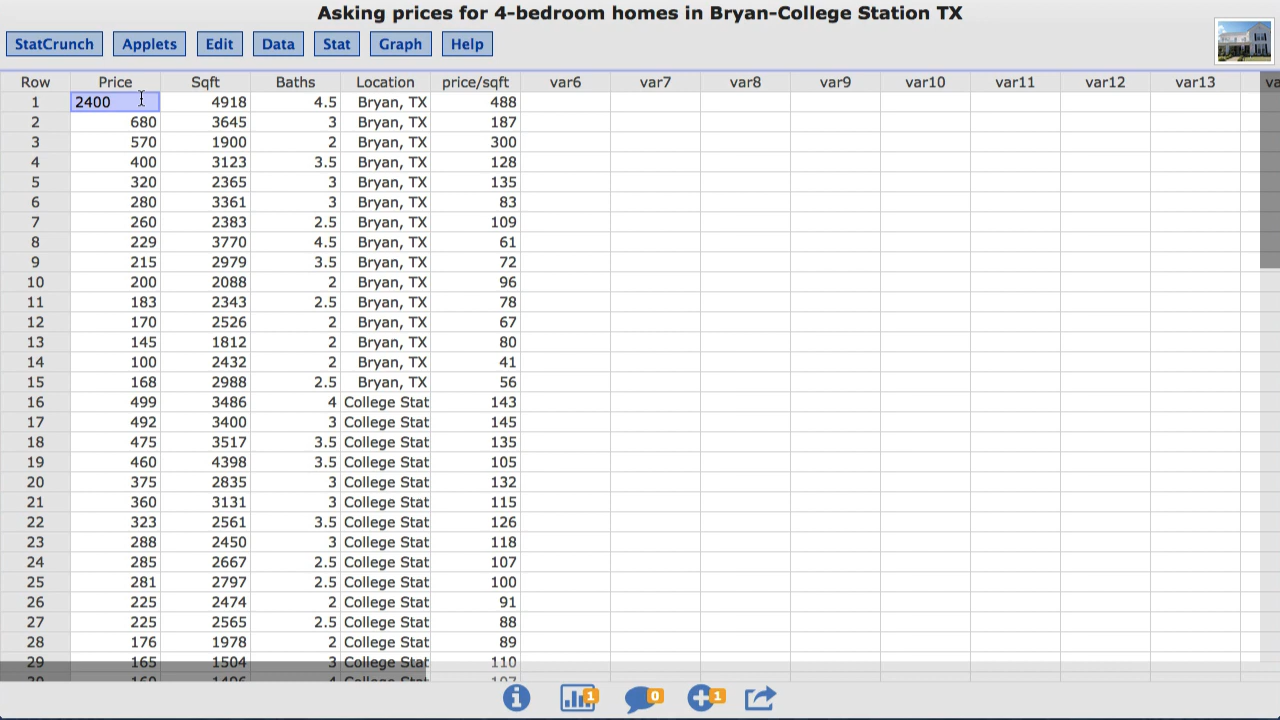 Asking prices for 4-bedroom homes in Bryan-College Station TX
StatCrunch Applets Edit Data Stat Graph Help
Row Price Sqft Baths Location price/sqft var6 var7 var8 var9 var10 var11 var12 var13 va
1 2400 4918 4.5 Bryan, TX 488
2 680 3645 3 Bryan, TX 187
3 570 1900 2 Bryan, TX 300
4 400 3123 3.5 Bryan, TX 128
5 320 2365 3 Bryan, TX 135
6 280 3361 3 Bryan, TX 83
7 260 2383 2.5 Bryan, TX 109
8 229 3770 4.5 Bryan, TX 61
9 215 2979 3.5 Bryan, TX 72
10 200 2088 2 Bryan, TX 96
11 183 2343 2.5 Bryan, TX 78
12 170 2526 2 Bryan, TX 67
13 145 1812 2 Bryan, TX 80
14 100 2432 2 Bryan, TX 41
15 168 2988 2.5 Bryan, TX 56
16 499 3486 4 College Stat 143
17 492 3400 3 College Stat 145
18 475 3517 3.5 College Stat 135
19 460 4398 3.5 College Stat 105
20 375 2835 3 College Stat 132
21 360 3131 3 College Stat 115
22 323 2561 3.5 College Stat 126
23 288 2450 3 College Stat 118
24 285 2667 2.5 College Stat 107
25 281 2797 2.5 College Stat 100
26 225 2474 2 College Stat 91
27 225 2565 2.5 College Stat 88
28 176 1978 2 College Stat 89
29 165 1504 3 College Stat 110
1 0 1